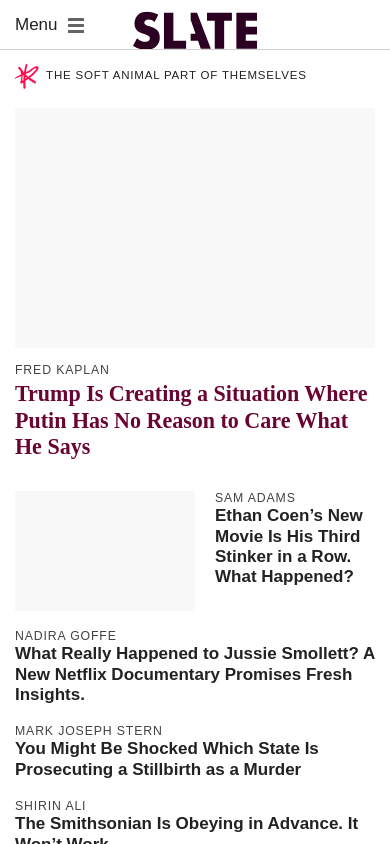 Menu
SLATE
THE SOFT ANIMAL PART OF THEMSELVES
FRED KAPLAN
Trump Is Creating a Situation Where
Putin Has No Reason to Care What
He Says
SAM ADAMS
Ethan Coen’s New
Movie Is His Third
Stinker in a Row.
What Happened?
NADIRA GOFFE
What Really Happened to Jussie Smollett? A
New Netflix Documentary Promises Fresh
Insights.
MARK JOSEPH STERN
You Might Be Shocked Which State Is
Prosecuting a Stillbirth as a Murder
SHIRIN ALI
The Smithsonian Is Obeying in Advance. It
Won’t Work